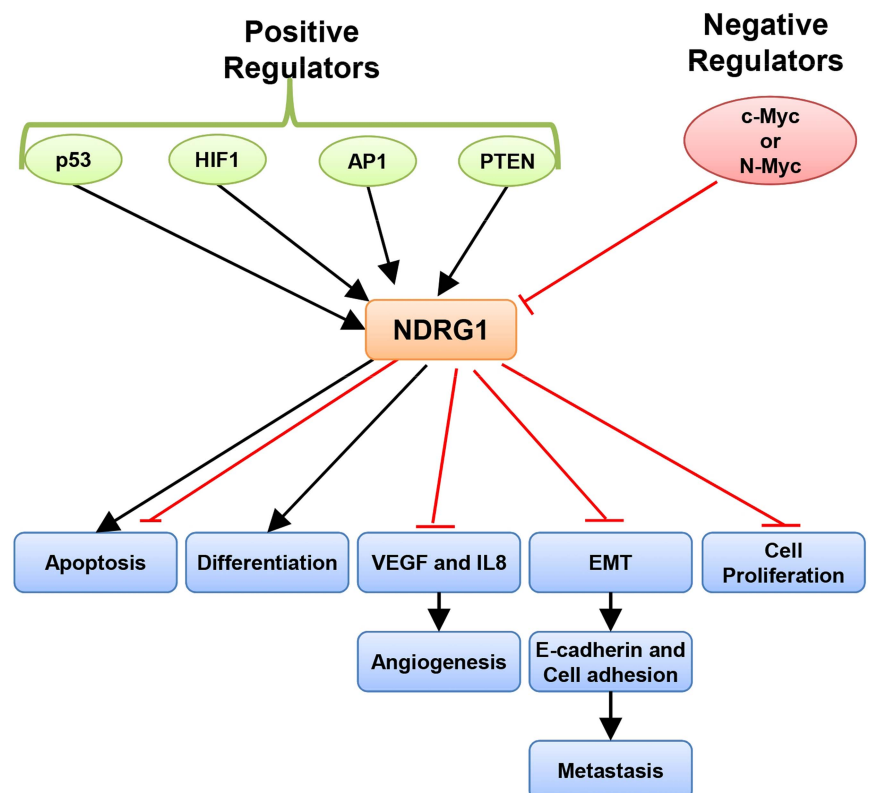 Positive
Regulators
Negative
Regulators
c-Myc
or
N-Myc
p53
HIF1
AP1
PTEN
NDRG1
Apoptosis
Differentiation
VEGF and IL8
EMT
Cell
Proliferation
Angiogenesis
E-cadherin and
Cell adhesion
Metastasis